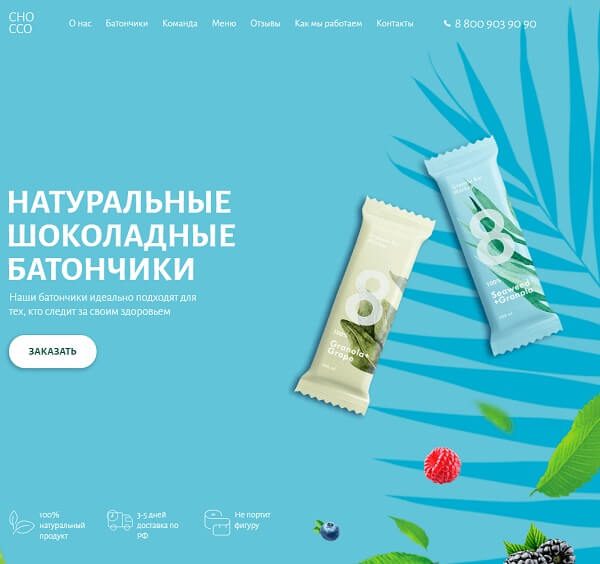 CHO
CCO
О нас Батончики Команда Меню Отзывы Как мы работаем Контакты 8 800 903 90 90
НАТУРАЛЬНЫЕ
ШОКОЛАДНЫЕ
БАТОНЧИКИ
Наши батончики идеально подходят для
тех, кто следит за своим здоровьем
ЗАКАЗАТЬ
8
100%
Granola+
Grape
8
100%
Seaweed
+Granola
100%
натуральный
продукт
3-5 дней
доставка по
РФ
Не портит
фигуру